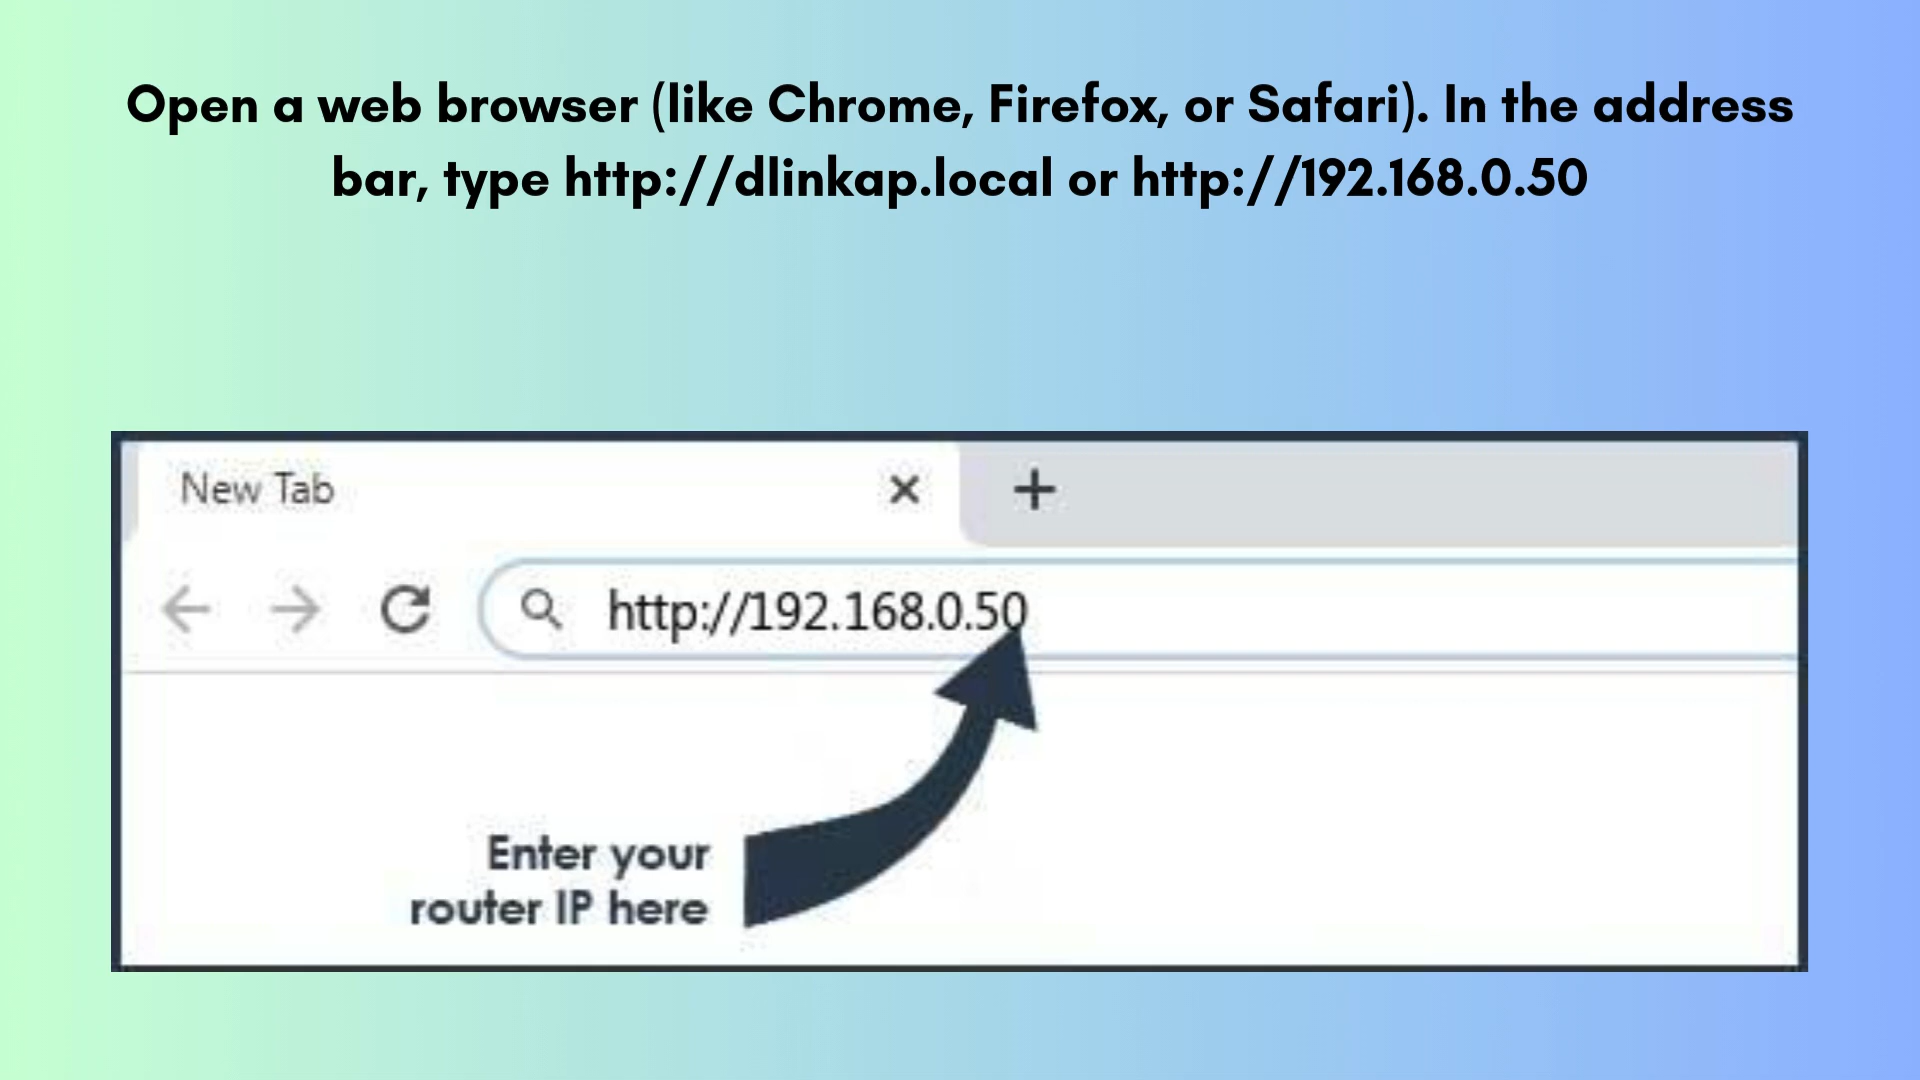 Open a web browser (like Chrome, Firefox, or Safari). In the address
bar, type http://dlinkap.local or http://192.168.0.50
New Tab
http://192.168.0.50
Enter your
router IP here